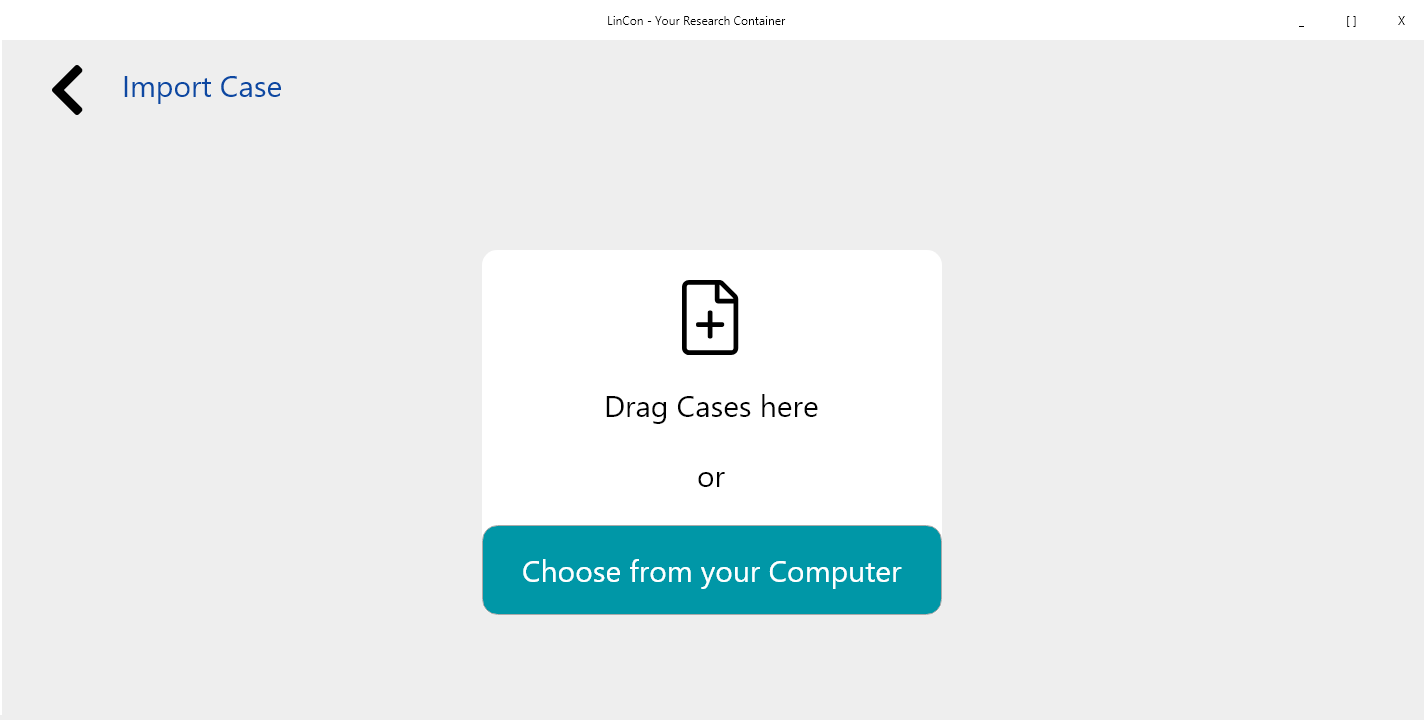 LinCon - Your Research Container
_ [ ] X
Import Case
Drag Cases here
or
Choose from your Computer